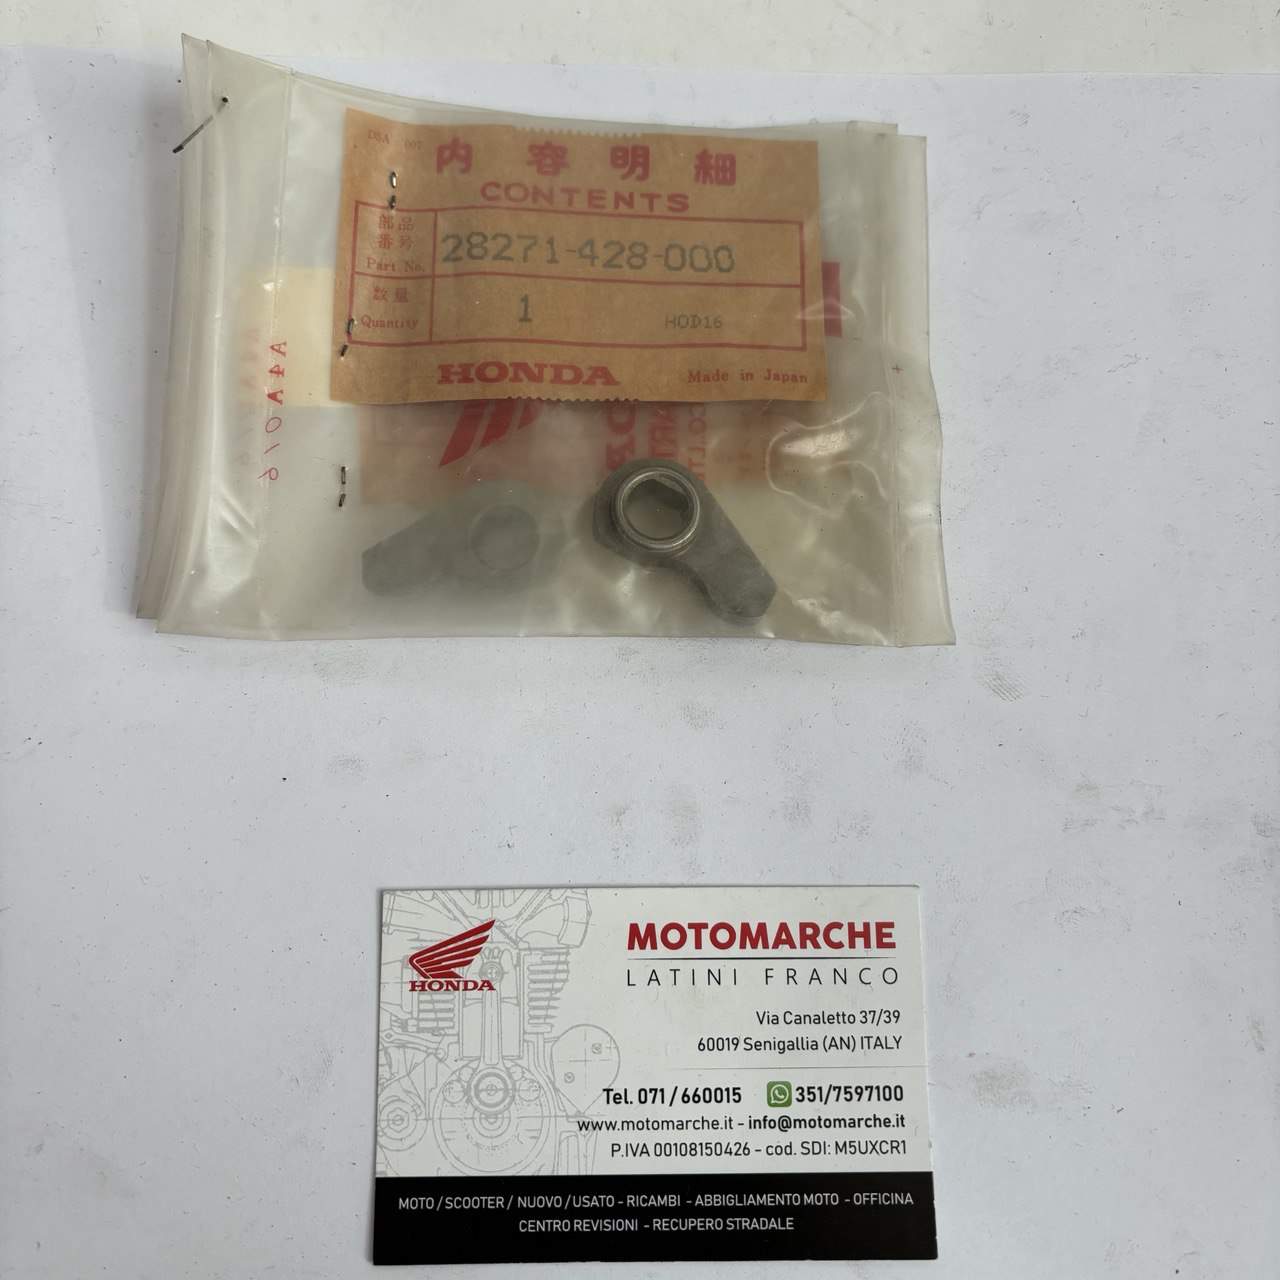 DSA 007
内容明細
CONTENTS
部品
番号
Part No.
28271-428-000
数量
Quantity
1
HOD16
HONDA
Made in Japan
MOTOMARCHE
LATINI FRANCO
HONDA
Via Canaletto 37/39
60019 Senigallia (AN) ITALY
Tel. 071/660015 351/7597100
www.motomarche.it - info@motomarche.it
P.IVA 00108150426 - cod. SDI: M5UXCR1
MOTO / SCOOTER / NUOVO / USATO - RICAMBI - ABBIGLIAMENTO MOTO - OFFICINA
CENTRO REVISIONI - RECUPERO STRADALE